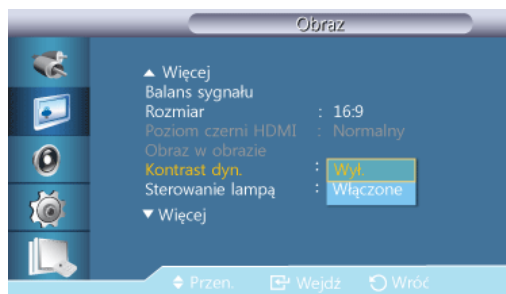 Obraz
▲ Więcej
Balans sygnału
Rozmiar : 16:9
Poziom czerni HDMI : Normalny
Obraz w obrazie
Kontrast dyn. : Wył.
Sterowanie lampą : Włączone
▼ Więcej
Przen. Wejdź Wróć